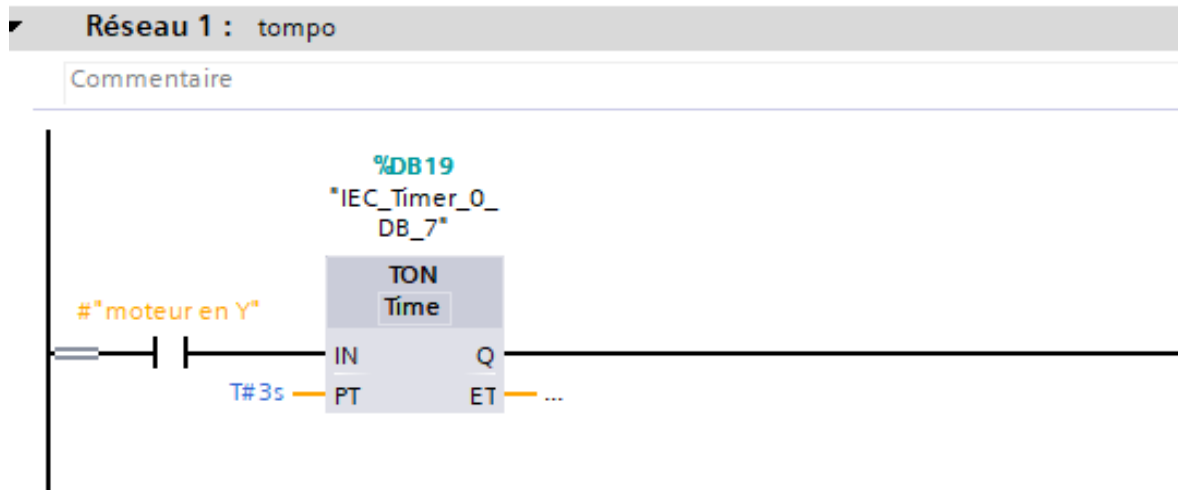 Réseau 1 : tompo
Commentaire
%DB19
"IEC_Timer_0_
DB_7"
TON
Time
#"moteur en Y"
IN Q
T#3s PT ET ...